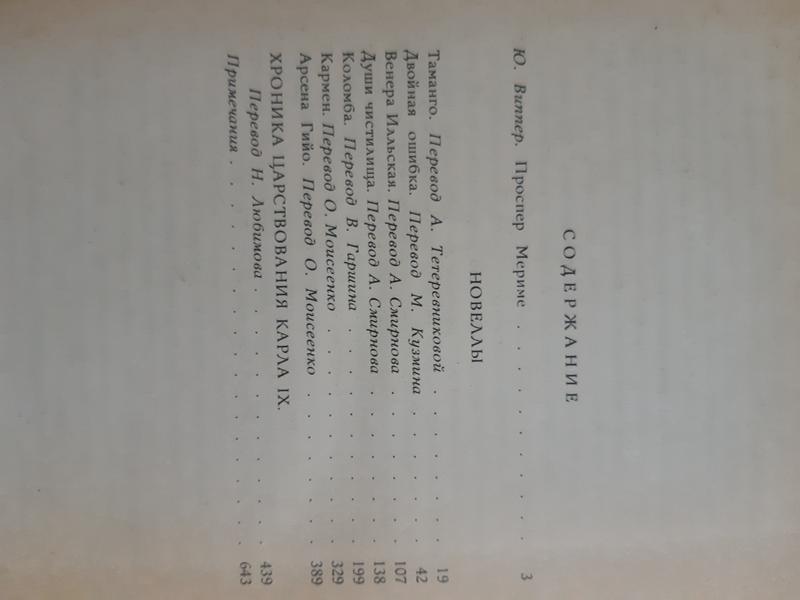 СОДЕРЖАНИЕ
Ю. Виппер. Проспер Мериме . . . . . . . . . . 3
НОВЕЛЛЫ
Таманго. Перевод А. Тетеревниковой . . . . . . . . 19
Двойная ошибка. Перевод М. Кузмина . . . . . . . 42
Венера Илльская. Перевод А. Смирнова . . . . . . . 107
Души чистилища. Перевод А. Смирнова . . . . . . . 138
Коломба. Перевод В. Гаршина . . . . . . . . . 199
Кармен. Перевод О. Моисеенко . . . . . . . . . 329
Арсена Гийо. Перевод О. Моисеенко . . . . . . . 389
ХРОНИКА ЦАРСТВОВАНИЯ КАРЛА IX.
Перевод Н. Любимова . . . . . . . . . . 439
Примечания . . . . . . . . . . . . . . 643